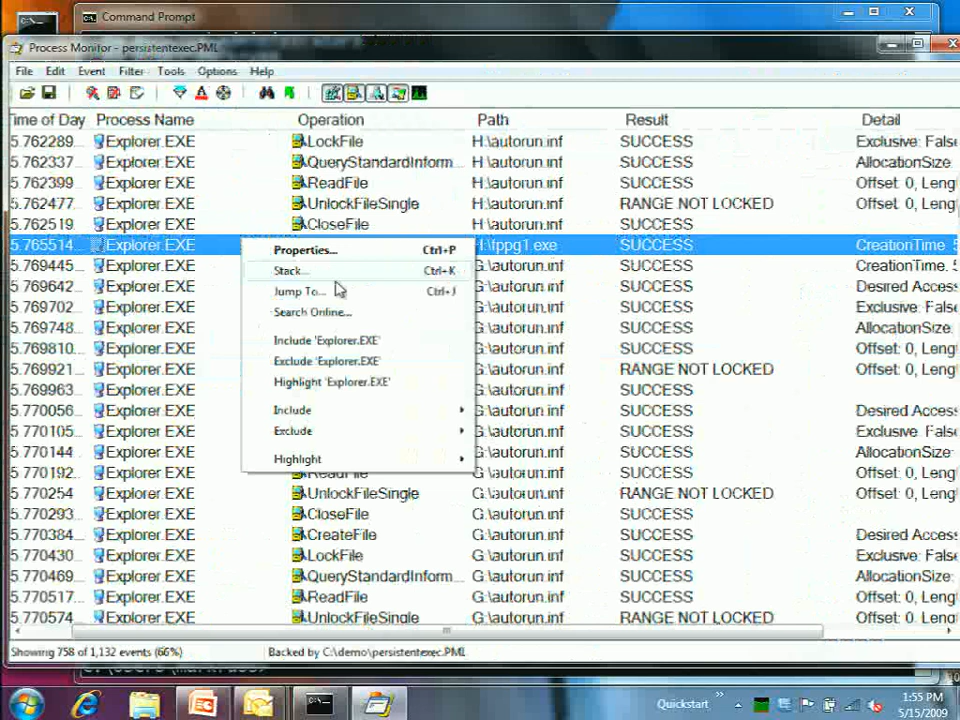 Command Prompt
Process Monitor - persistentexec.PML
File Edit Event Filter Tools Options Help
Time of Day Process Name Operation Path Result Detail
5.762289... Explorer.EXE LockFile H:\autorun.inf SUCCESS Exclusive: False
5.762337... Explorer.EXE QueryStandardInform... H:\autorun.inf SUCCESS AllocationSize:
5.762399 Explorer.EXE ReadFile H:\autorun.inf SUCCESS Offset: 0, Length
5.762477... Explorer.EXE UnlockFileSingle H:\autorun.inf RANGE NOT LOCKED Offset: 0, Length
5.762519 Explorer.EXE CloseFile H:\autorun.inf SUCCESS
5.765514... Explorer.EXE H:\fppg1.exe SUCCESS CreationTime: 5
5.769445 Explorer.EXE G:\autorun.inf SUCCESS CreationTime: 5
5.769642 Explorer.EXE G:\autorun.inf SUCCESS Desired Access
5.769702 Explorer.EXE G:\autorun.inf SUCCESS Exclusive: False
5.769748 Explorer.EXE G:\autorun.inf SUCCESS AllocationSize:
5.769810 Explorer.EXE G:\autorun.inf SUCCESS Offset: 0, Length
5.769921 Explorer.EXE G:\autorun.inf RANGE NOT LOCKED Offset: 0, Length
5.769963 Explorer.EXE G:\autorun.inf SUCCESS
5.770056 Explorer.EXE G:\autorun.inf SUCCESS Desired Access
5.770105 Explorer.EXE G:\autorun.inf SUCCESS Exclusive: False
5.770144 Explorer.EXE G:\autorun.inf SUCCESS AllocationSize:
5.770192 Explorer.EXE ReadFile G:\autorun.inf SUCCESS Offset: 0, Length
5.770254 Explorer.EXE UnlockFileSingle G:\autorun.inf RANGE NOT LOCKED Offset: 0, Length
5.770293 Explorer.EXE CloseFile G:\autorun.inf SUCCESS
5.770384 Explorer.EXE CreateFile G:\autorun.inf SUCCESS Desired Access
5.770430 Explorer.EXE LockFile G:\autorun.inf SUCCESS Exclusive: False
5.770469 Explorer.EXE QueryStandardInform... G:\autorun.inf SUCCESS AllocationSize:
5.770597 Explorer.EXE ReadFile G:\autorun.inf SUCCESS Offset: 0, Length
5.770574 Explorer.EXE UnlockFileSingle G:\autorun.inf RANGE NOT LOCKED Offset: 0, Length
Properties... Ctrl+P
Stack... Ctrl+K
Jump To... Ctrl+J
Search Online...
Include 'Explorer.EXE'
Exclude 'Explorer.EXE'
Highlight 'Explorer.EXE'
Include
Exclude
Highlight
Showing 758 of 1,132 events (66%) Backed by C:\demo\persistentexec.PML
Quickstart
1:55 PM
5/15/2009